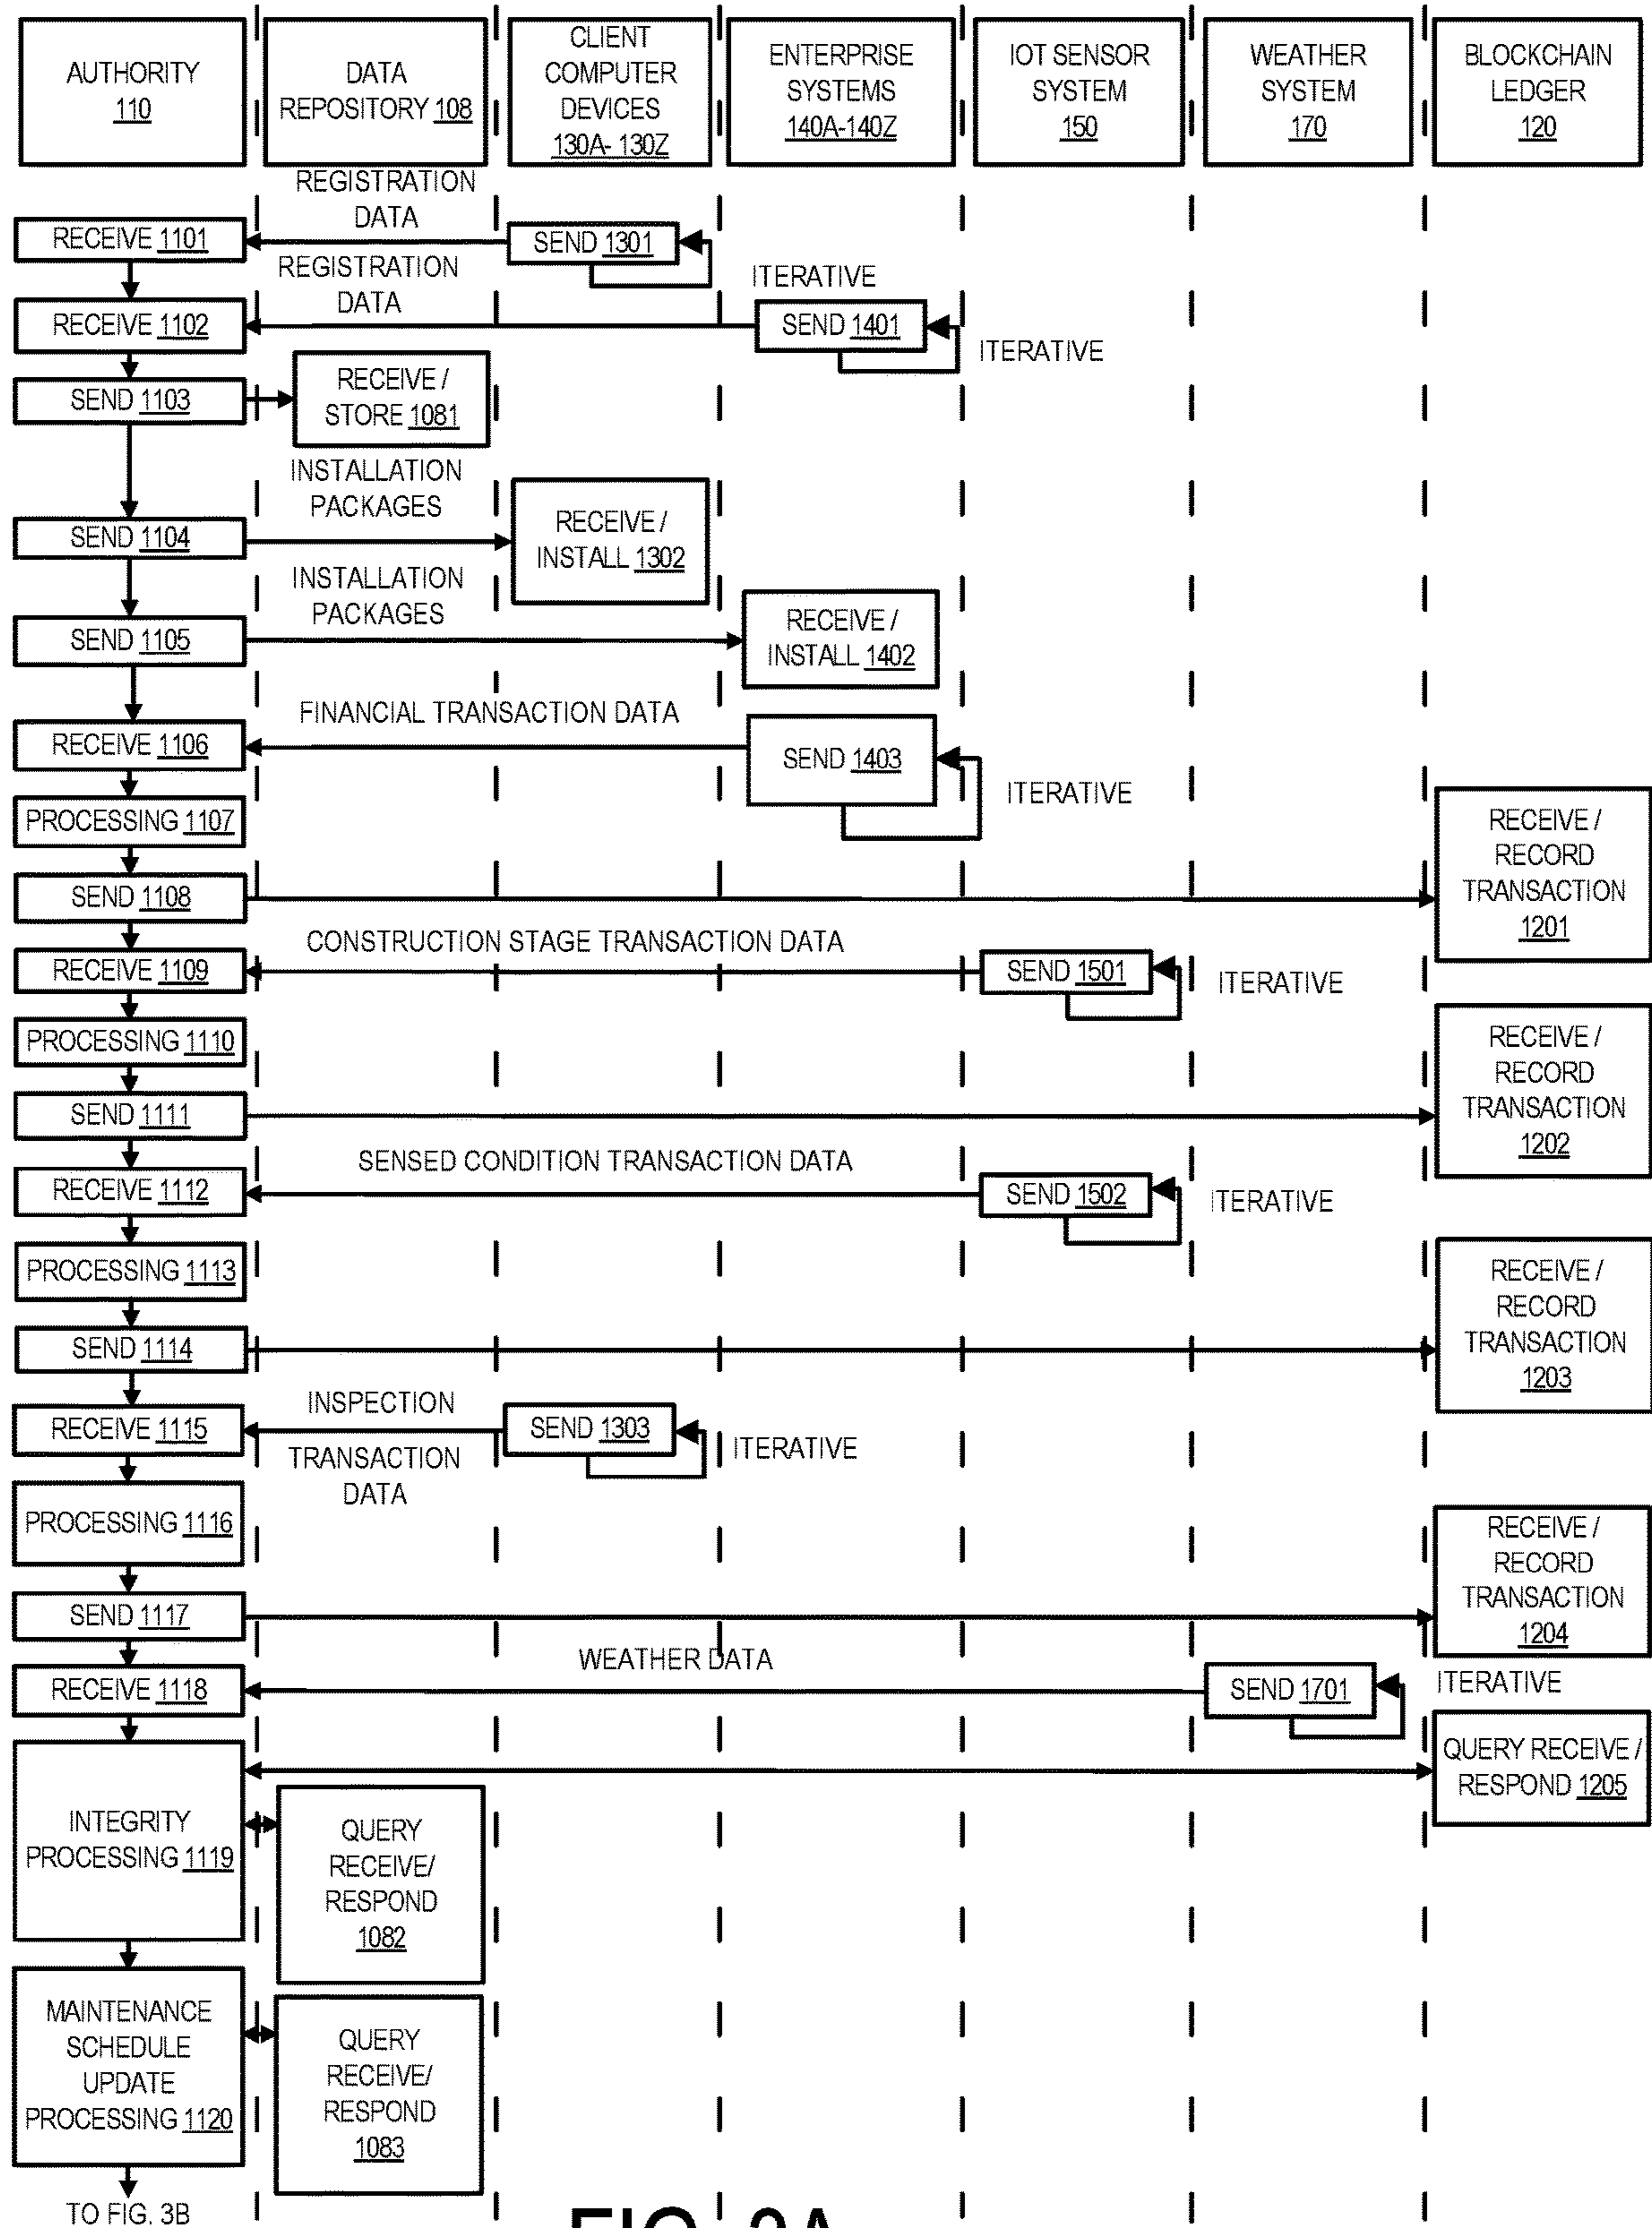 AUTHORITY
110
DATA
REPOSITORY 108
CLIENT
COMPUTER
DEVICES
130A- 130Z
ENTERPRISE
SYSTEMS
140A-140Z
IOT SENSOR
SYSTEM
150
WEATHER
SYSTEM
170
BLOCKCHAIN
LEDGER
120
REGISTRATION
DATA
RECEIVE 1101
SEND 1301
ITERATIVE
REGISTRATION
DATA
RECEIVE 1102
SEND 1401
ITERATIVE
SEND 1103
RECEIVE /
STORE 1081
INSTALLATION
PACKAGES
SEND 1104
RECEIVE /
INSTALL 1302
INSTALLATION
PACKAGES
SEND 1105
RECEIVE /
INSTALL 1402
FINANCIAL TRANSACTION DATA
RECEIVE 1106
SEND 1403
ITERATIVE
PROCESSING 1107
SEND 1108
RECEIVE /
RECORD
TRANSACTION
1201
CONSTRUCTION STAGE TRANSACTION DATA
RECEIVE 1109
SEND 1501
ITERATIVE
PROCESSING 1110
SEND 1111
RECEIVE /
RECORD
TRANSACTION
1202
SENSED CONDITION TRANSACTION DATA
RECEIVE 1112
SEND 1502
ITERATIVE
PROCESSING 1113
SEND 1114
RECEIVE /
RECORD
TRANSACTION
1203
INSPECTION
TRANSACTION
DATA
RECEIVE 1115
SEND 1303
ITERATIVE
PROCESSING 1116
SEND 1117
RECEIVE /
RECORD
TRANSACTION
1204
WEATHER DATA
RECEIVE 1118
SEND 1701
ITERATIVE
INTEGRITY
PROCESSING 1119
QUERY RECEIVE /
RESPOND 1205
QUERY
RECEIVE/
RESPOND
1082
MAINTENANCE
SCHEDULE
UPDATE
PROCESSING 1120
QUERY
RECEIVE/
RESPOND
1083
TO FIG. 3B
FIG. 3A